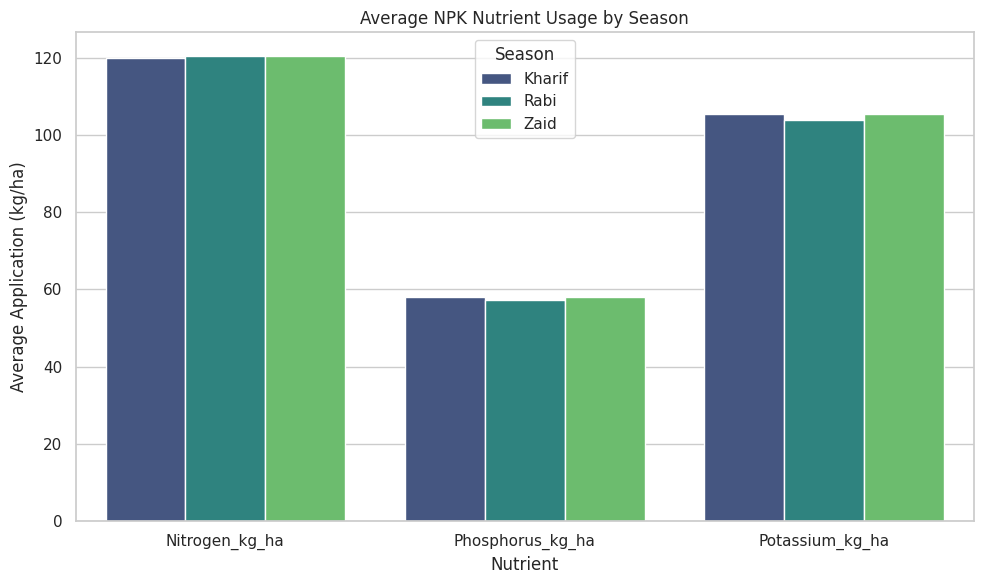 Average NPK Nutrient Usage by Season
Average Application (kg/ha)
120
100
80
60
40
20
0
Season
Kharif
Rabi
Zaid
Nitrogen_kg_ha
Phosphorus_kg_ha
Potassium_kg_ha
Nutrient